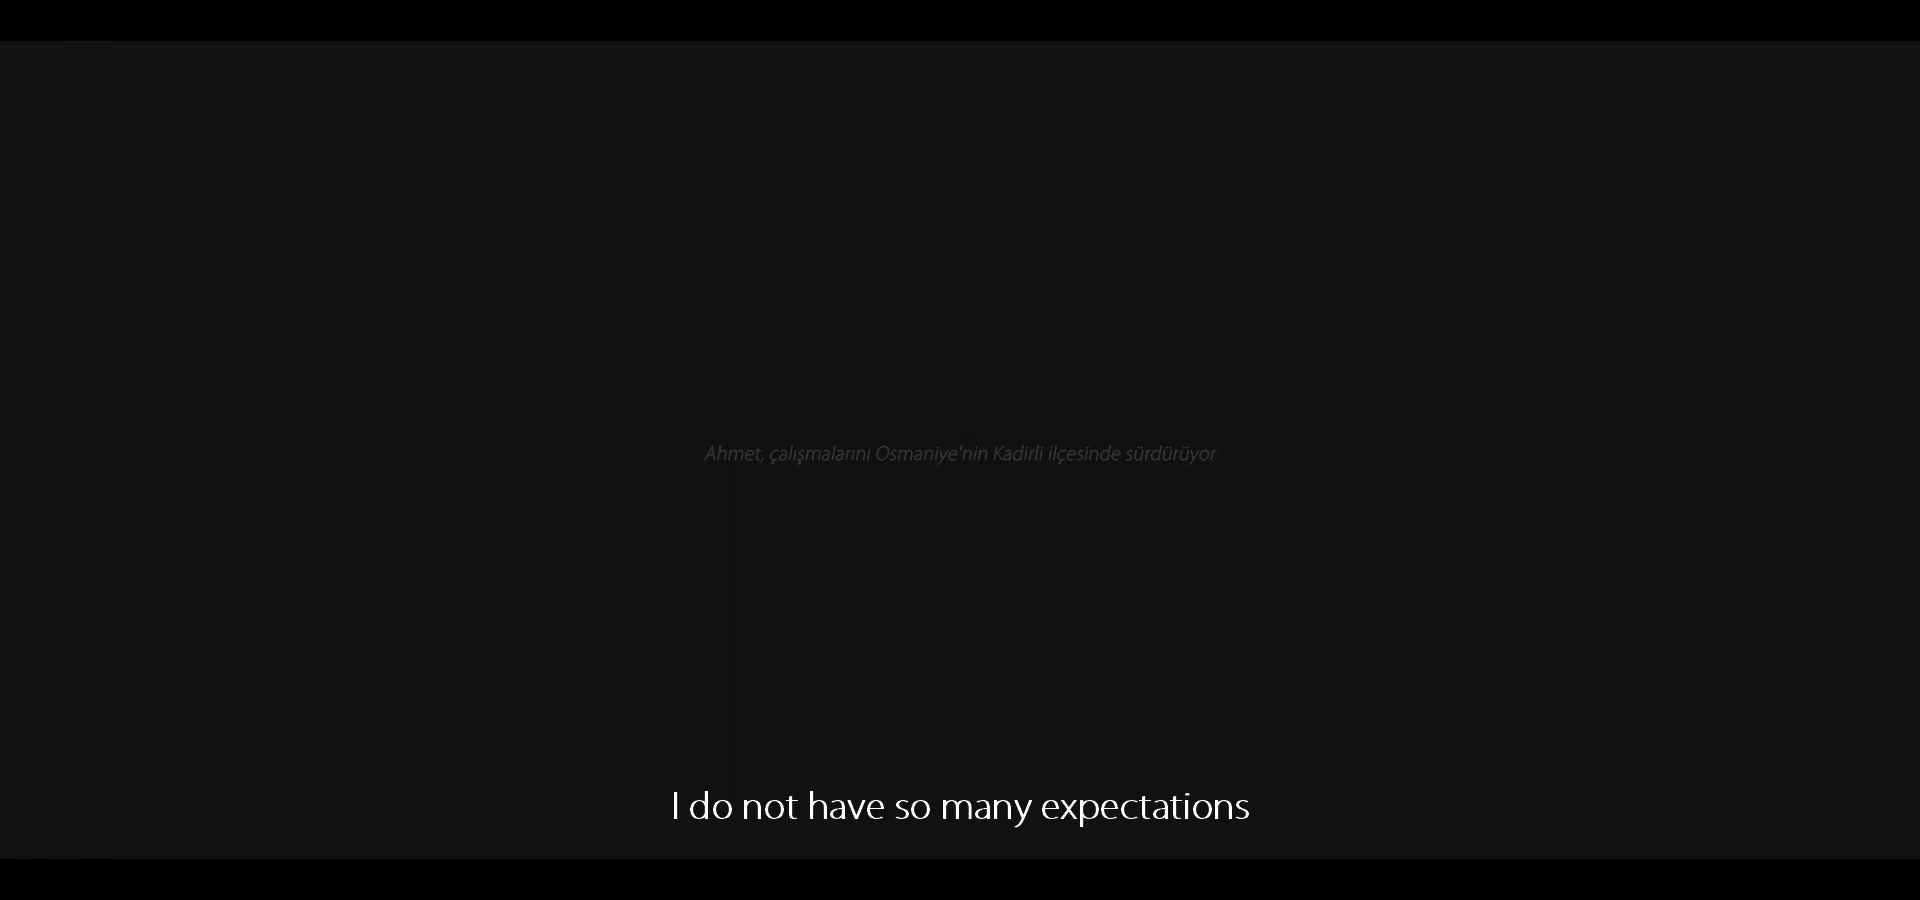 Ahmet, çalışmalarını Osmaniye'nin Kadirli ilçesinde sürdürüyor
I do not have so many expectations